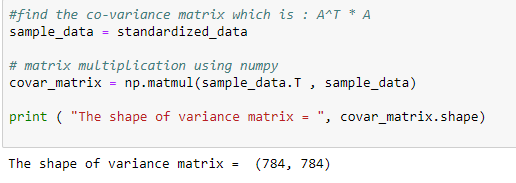 #find the co-variance matrix which is : A^T * A
sample_data = standardized_data
# matrix multiplication using numpy
covar_matrix = np.matmul(sample_data.T , sample_data)
print ( "The shape of variance matrix = ", covar_matrix.shape)
The shape of variance matrix =  (784, 784)